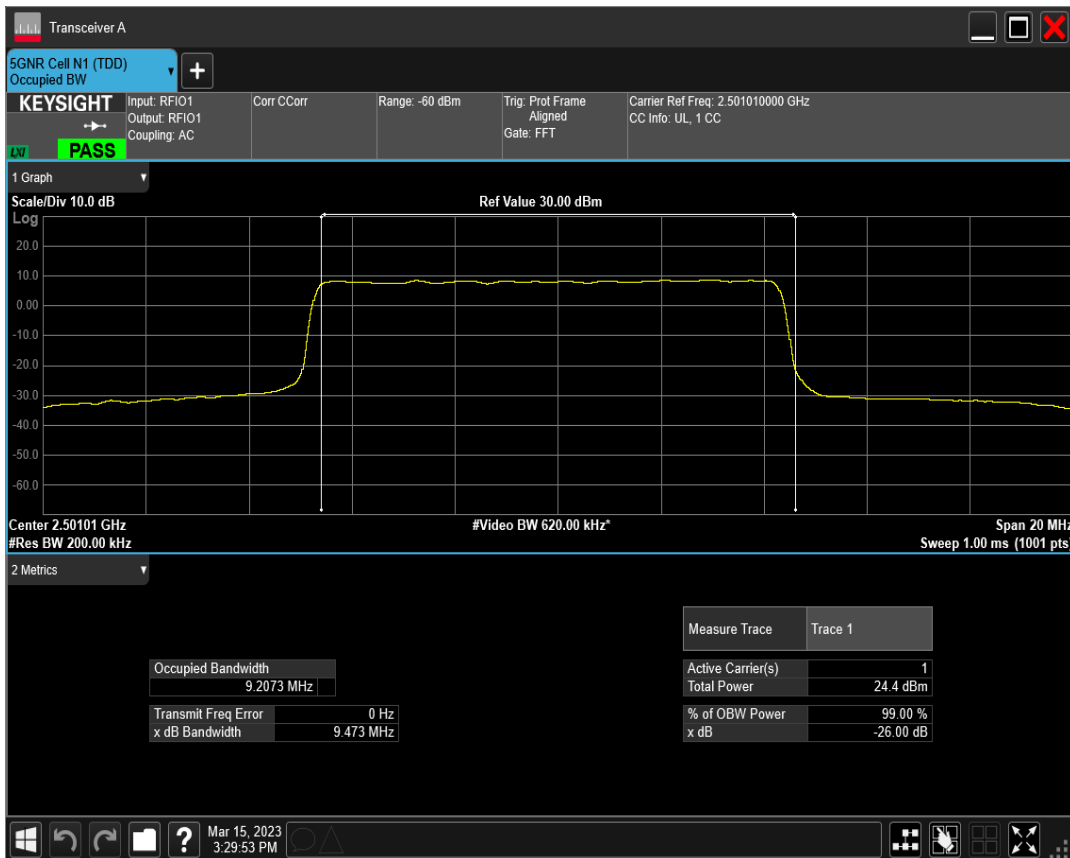 Transceiver A
5GNR Cell N1 (TDD)
Occupied BW
+
KEYSIGHT
LXI
PASS
Input: RFIO1
Output: RFIO1
Coupling: AC
Corr CCorr
Range: -60 dBm
Trig: Prot Frame
Aligned
Gate: FFT
Carrier Ref Freq: 2.501010000 GHz
CC Info: UL, 1 CC
1 Graph
Scale/Div 10.0 dB
Ref Value 30.00 dBm
Log
20.0
10.0
0.00
-10.0
-20.0
-30.0
-40.0
-50.0
-60.0
Center 2.50101 GHz
#Video BW 620.00 kHz*
Span 20 MHz
#Res BW 200.00 kHz
Sweep 1.00 ms (1001 pts)
2 Metrics
Measure Trace Trace 1
Occupied Bandwidth
9.2073 MHz
Active Carrier(s) 1
Total Power 24.4 dBm
Transmit Freq Error 0 Hz
x dB Bandwidth 9.473 MHz
% of OBW Power 99.00 %
x dB -26.00 dB
?
Mar 15, 2023
3:29:53 PM